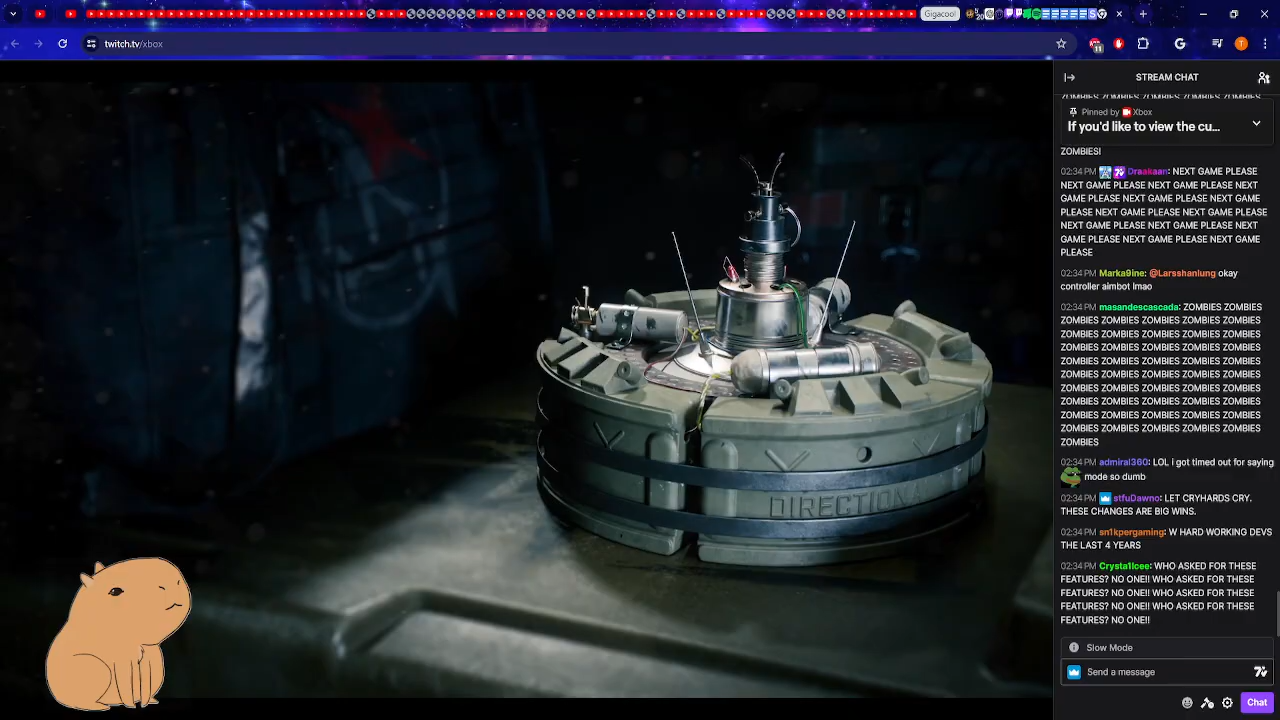 Gigacoo!
twitch.tv/xbox
11
G
T
STREAM CHAT
ZOMBIES ZOMBIES ZOMBIES ZOMBIES ZOMBIES
Pinned by Xbox
If you'd like to view the cu...
ZOMBIES!
02:34 PM Draakaan: NEXT GAME PLEASE
NEXT GAME PLEASE NEXT GAME PLEASE NEXT
GAME PLEASE NEXT GAME PLEASE NEXT GAME
PLEASE NEXT GAME PLEASE NEXT GAME PLEASE
NEXT GAME PLEASE NEXT GAME PLEASE NEXT
GAME PLEASE NEXT GAME PLEASE NEXT GAME
PLEASE
02:34 PM Marka9ine: @Larsshanlung okay
controller aimbot lmao
02:34 PM masandescascada: ZOMBIES ZOMBIES
ZOMBIES ZOMBIES ZOMBIES ZOMBIES ZOMBIES
ZOMBIES ZOMBIES ZOMBIES ZOMBIES ZOMBIES
ZOMBIES ZOMBIES ZOMBIES ZOMBIES ZOMBIES
ZOMBIES ZOMBIES ZOMBIES ZOMBIES ZOMBIES
ZOMBIES ZOMBIES ZOMBIES ZOMBIES ZOMBIES
ZOMBIES ZOMBIES ZOMBIES ZOMBIES ZOMBIES
ZOMBIES ZOMBIES ZOMBIES ZOMBIES ZOMBIES
ZOMBIES ZOMBIES ZOMBIES ZOMBIES ZOMBIES
ZOMBIES ZOMBIES ZOMBIES ZOMBIES ZOMBIES
ZOMBIES
02:34 PM admiral360: LOL i got timed out for saying
mode so dumb
02:34 PM stfuDawno: LET CRYHARDS CRY.
THESE CHANGES ARE BIG WINS.
02:34 PM sn1kpergaming: W HARD WORKING DEVS
THE LAST 4 YEARS
02:34 PM Crysta1Icee: WHO ASKED FOR THESE
FEATURES? NO ONE!! WHO ASKED FOR THESE
FEATURES? NO ONE!! WHO ASKED FOR THESE
FEATURES? NO ONE!! WHO ASKED FOR THESE
FEATURES? NO ONE!!
Slow Mode
Send a message
Chat
DIRECTION